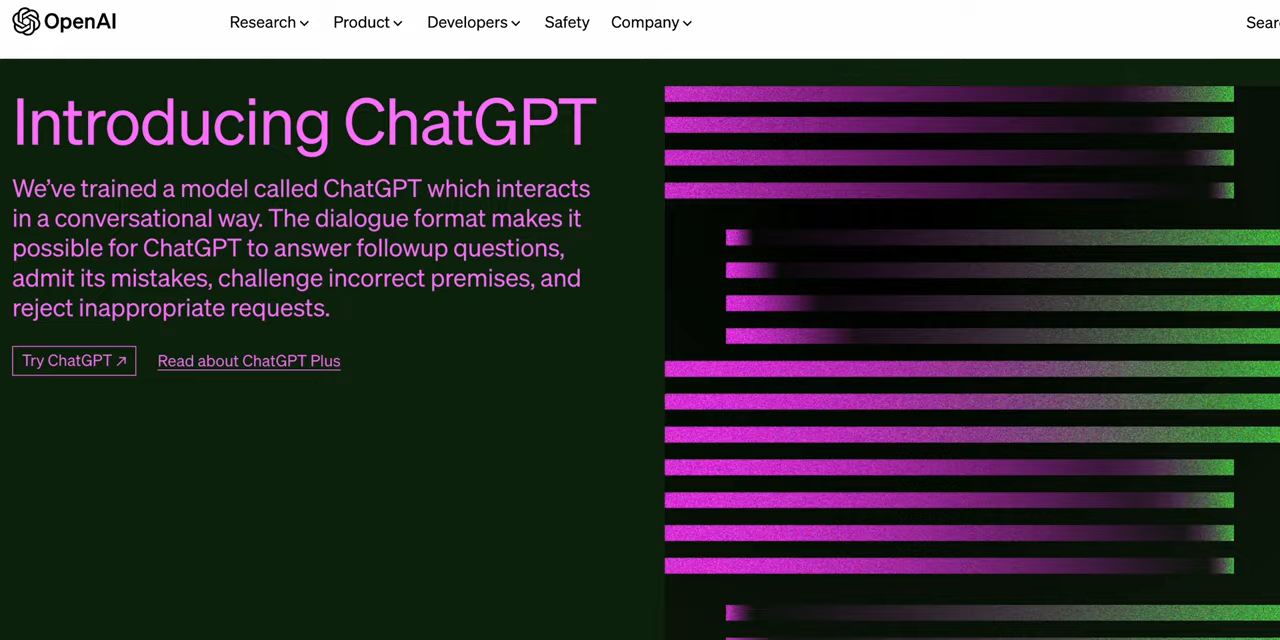 OpenAI
Research Product Developers Safety Company
Introducing ChatGPT
We’ve trained a model called ChatGPT which interacts
in a conversational way. The dialogue format makes it
possible for ChatGPT to answer followup questions,
admit its mistakes, challenge incorrect premises, and
reject inappropriate requests.
Try ChatGPT ↗ Read about ChatGPT Plus